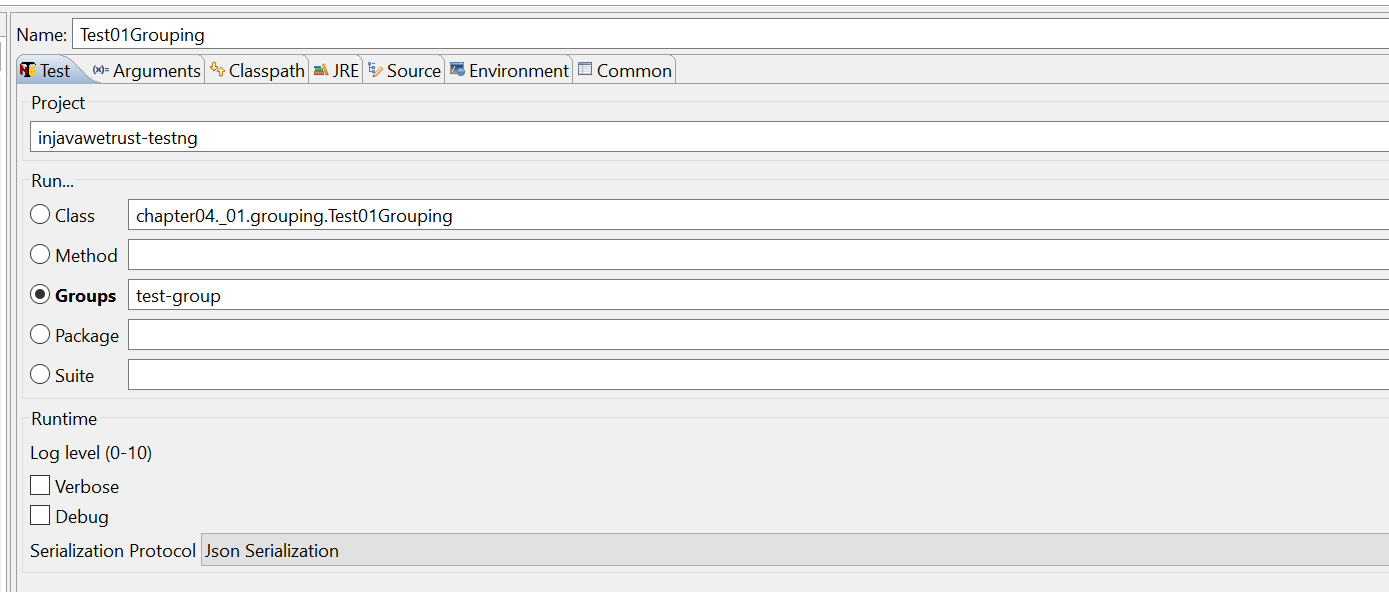 Name: Test01Grouping
Test (x)= Arguments Classpath JRE Source Environment Common
Project
injavawetrust-testng
Run...
Class chapter04._01.grouping.Test01Grouping
Method
Groups test-group
Package
Suite
Runtime
Log level (0-10)
Verbose
Debug
Serialization Protocol Json Serialization